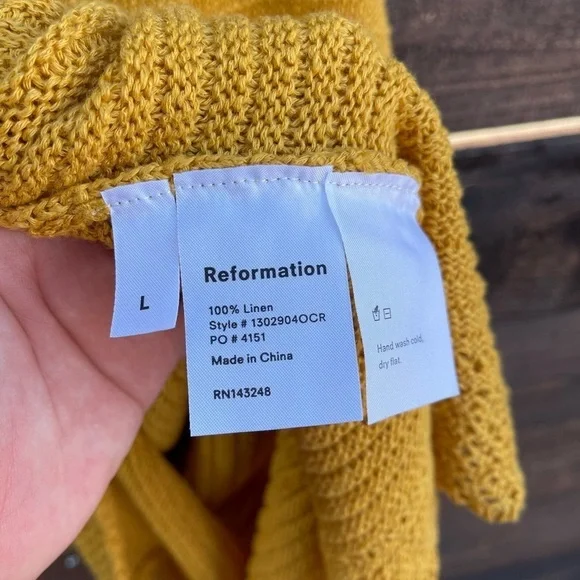 L
Reformation
100% Linen
Style # 1302904OCR
PO # 4151
Made in China
RN143248
Hand wash cold,
dry flat.